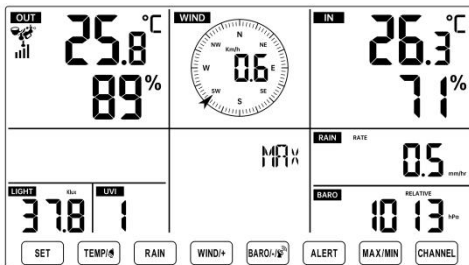 OUT
25.8 °C
89%
WIND
N
NW NE
Km/h
0.6
W E
SW SE
S
IN
26.3 °C
71%
MAX
RAIN RATE
0.5 mm/hr
LIGHT Klux
37.8
UVI
1
BARO RELATIVE
1013 hPa
SET TEMP/ RAIN WIND/+ BARO/-/ ALERT MAX/MIN CHANNEL